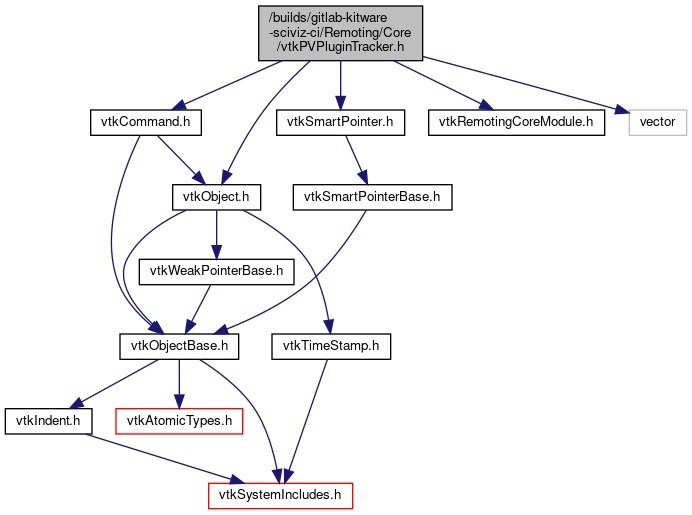 /builds/gitlab-kitware
-sciviz-ci/Remoting/Core
/vtkPVPluginTracker.h
vtkCommand.h
vtkSmartPointer.h
vtkRemotingCoreModule.h
vector
vtkObject.h
vtkSmartPointerBase.h
vtkWeakPointerBase.h
vtkObjectBase.h
vtkTimeStamp.h
vtkIndent.h
vtkAtomicTypes.h
vtkSystemIncludes.h